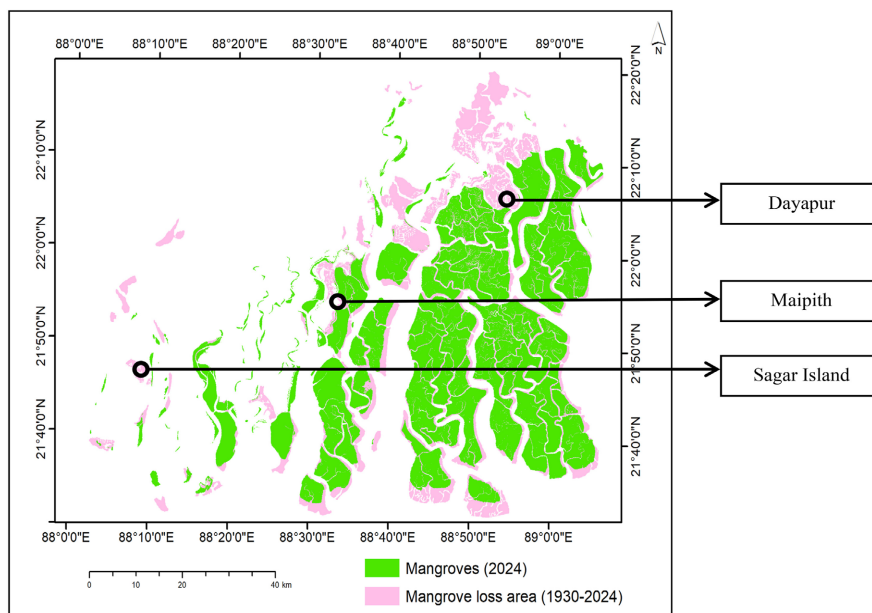 88°0'0"E 88°10'0"E 88°20'0"E 88°30'0"E 88°40'0"E 88°50'0"E 89°0'0"E
N
22°20'0"N
22°10'0"N 22°10'0"N
Dayapur
22°0'0"N 22°0'0"N
Maipith
21°50'0"N 21°50'0"N
Sagar Island
21°40'0"N 21°40'0"N
88°0'0"E 88°10'0"E 88°20'0"E 88°30'0"E 88°40'0"E 88°50'0"E 89°0'0"E
Mangroves (2024)
0 5 10 20 30 40 km
Mangrove loss area (1930-2024)